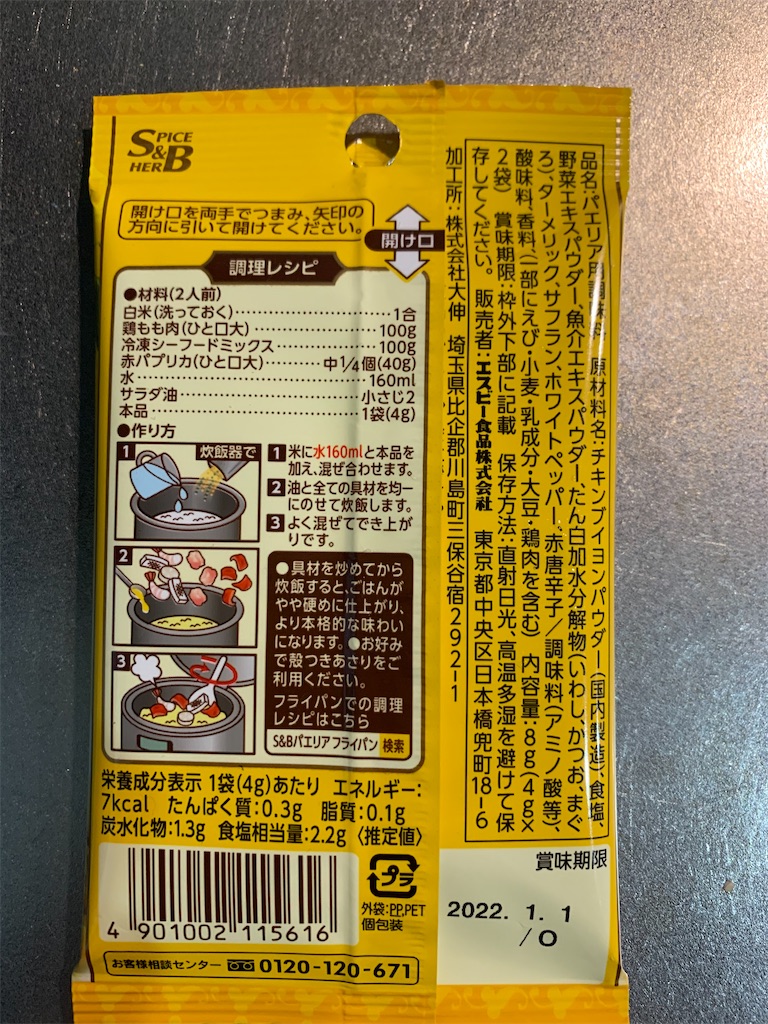 SPICE
S&B
HERB
開け口を両手でつまみ、矢印の
方向に引いて開けてください。
開け口
調理レシピ
●材料(2人前)
白米(洗っておく)…………………1合
鶏もも肉(ひと口大)………………100g
冷凍シーフードミックス……………100g
赤パプリカ(ひと口大)………中1/4個(40g)
水……………………………………160ml
サラダ油…………………………小さじ2
本品………………………………1袋(4g)
●作り方
1 炊飯器で
1 米に水160mlと本品を
加え、混ぜ合わせます。
2 油と全ての具材を均一
にのせて炊飯します。
3 よく混ぜてでき上が
りです。
2
3
●具材を炒めてから
炊飯すると、ごはんが
やや硬めに仕上がり、
より本格的な味わい
になります。●お好み
で殻つきあさりをご
利用ください。
フライパンでの調理
レシピはこちら
S&Bパエリア フライパン 検索
栄養成分表示 1袋(4g)あたり エネルギー:
7kcal たんぱく質:0.3g 脂質:0.1g
炭水化物:1.3g 食塩相当量:2.2g 〈推定値〉
4 901002 115616
プラ
外袋:PP,PET
個包装
お客様相談センター 0120-120-671
品名:パエリア用調味料 原材料名:チキンブイヨンパウダー(国内製造)、食塩、
野菜エキスパウダー、魚介エキスパウダー、たん白加水分解物(いわし、かつお、まぐ
ろ)、ターメリック、サフラン、ホワイトペッパー、赤唐辛子/調味料(アミノ酸等)、
酸味料、香料、(一部にえび・小麦・乳成分・大豆・鶏肉を含む) 内容量:8g(4g×
2袋) 賞味期限:枠外下部に記載 保存方法:直射日光、高温多湿を避けて保
存してください。 販売者:エスビー食品株式会社 東京都中央区日本橋兜町18-6
加工所:株式会社大伸 埼玉県比企郡川島町三保谷宿292-1
賞味期限
2022. 1. 1
/O